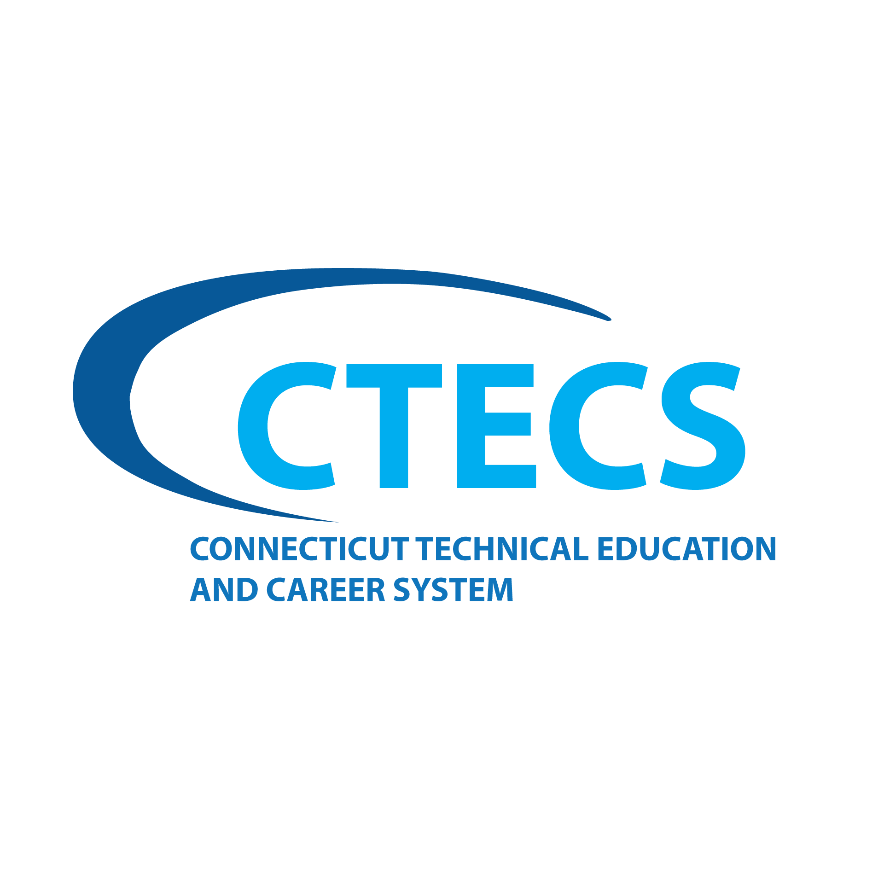 CTECS
CONNECTICUT TECHNICAL EDUCATION
AND CAREER SYSTEM